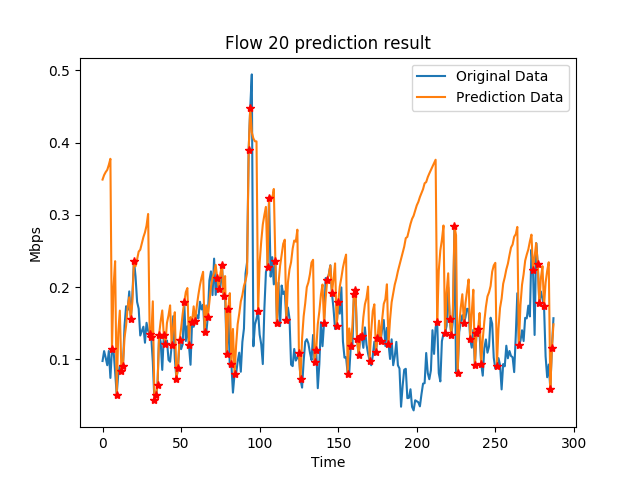 Flow 20 prediction result
Original Data
Prediction Data
0.5
0.4
0.3
0.2
0.1
Mbps
0 50 100 150 200 250 300
Time